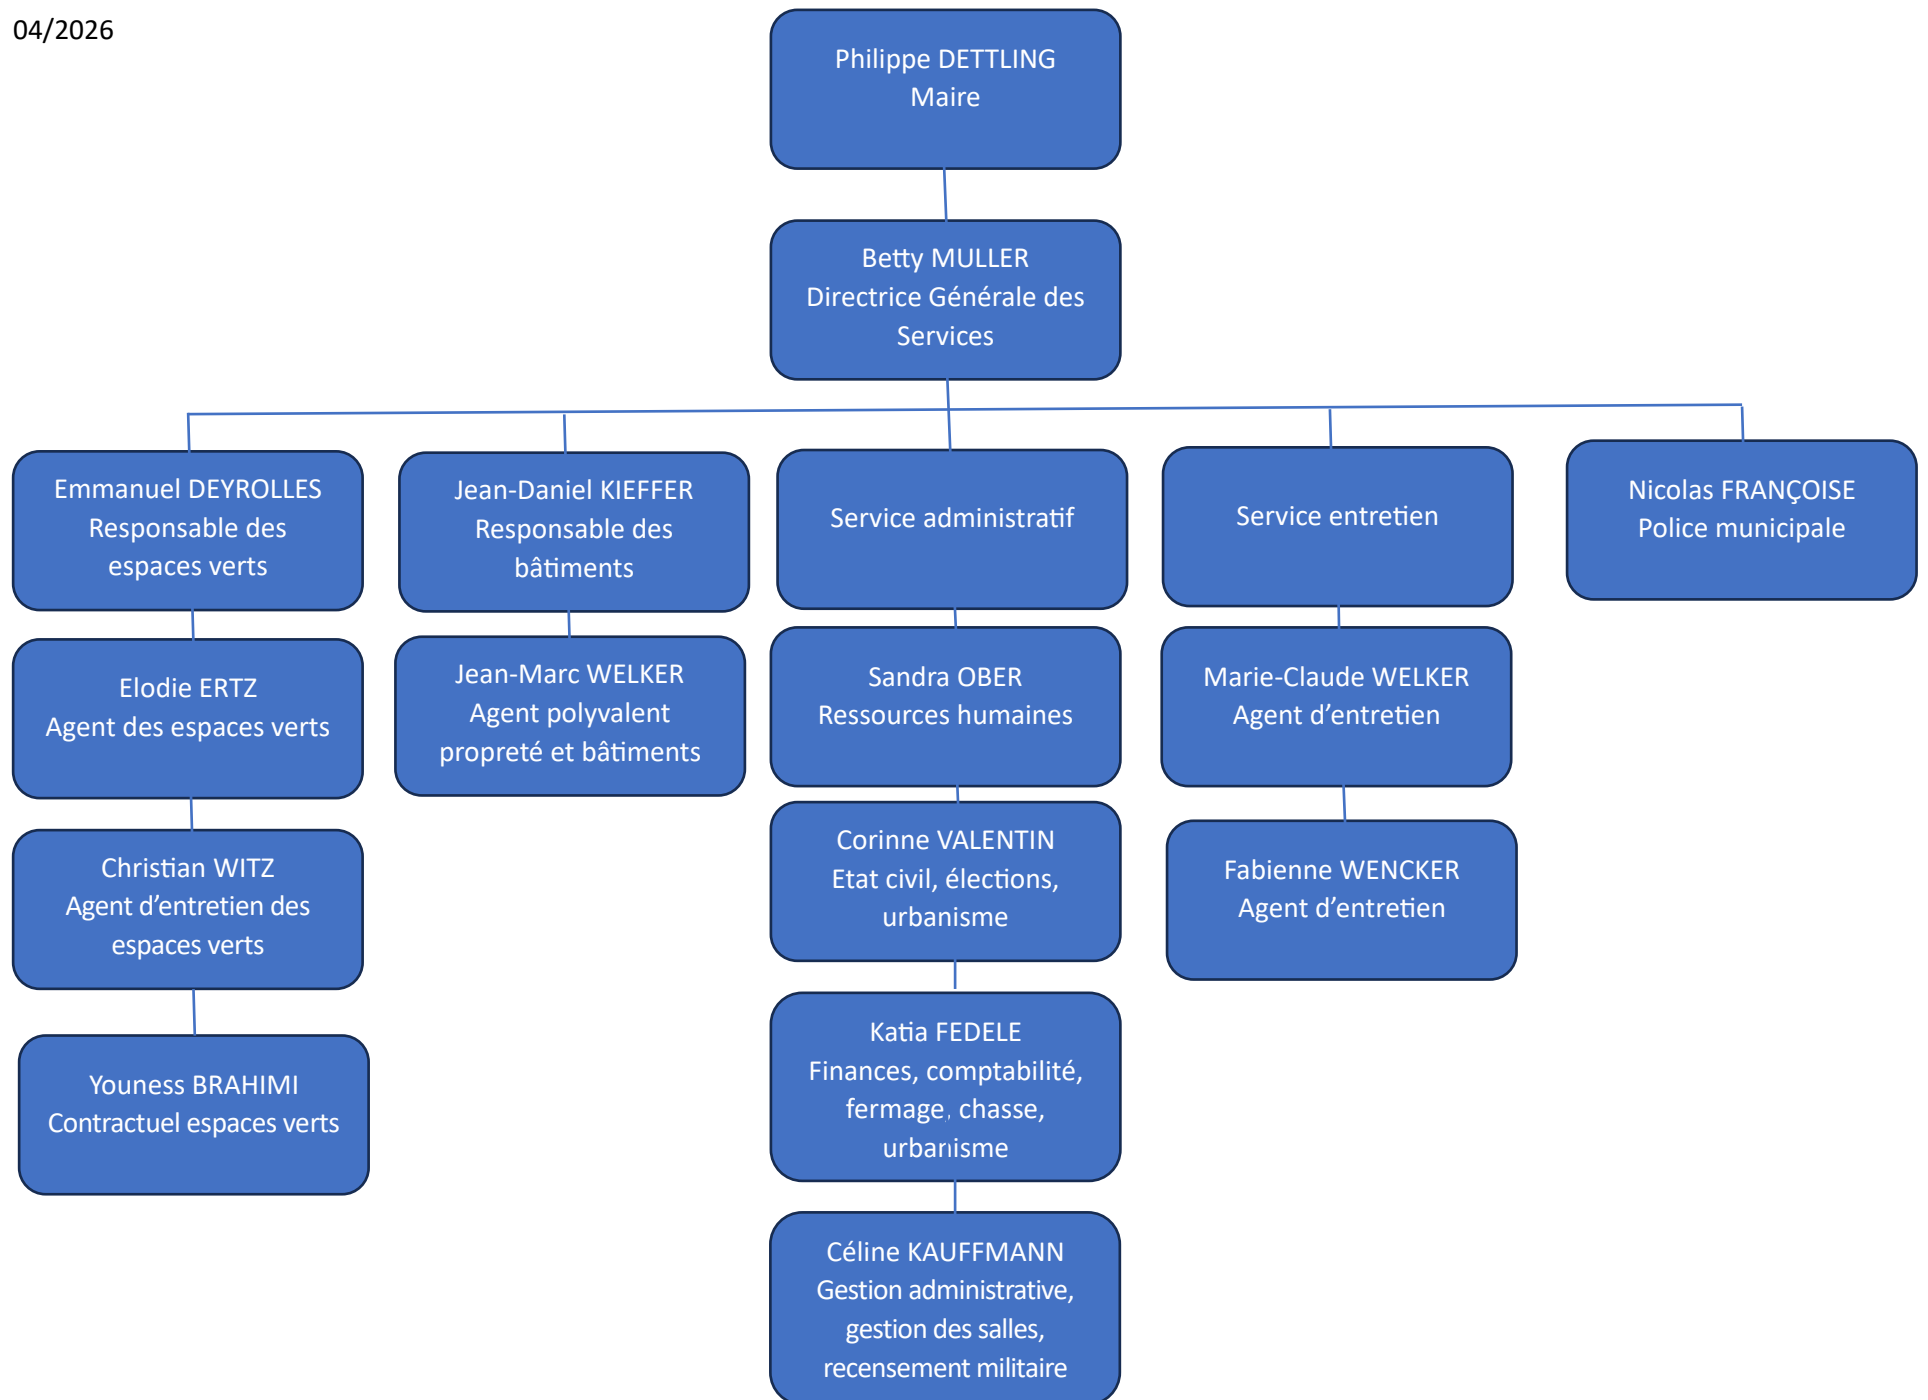 04/2026
Philippe DETTLING
Maire
Betty MULLER
Directrice Générale des
Services
Emmanuel DEYROLLES
Responsable des
espaces verts
Jean-Daniel KIEFFER
Responsable des
bâtiments
Service administratif
Service entretien
Nicolas FRANÇOISE
Police municipale
Elodie ERTZ
Agent des espaces verts
Jean-Marc WELKER
Agent polyvalent
propreté et bâtiments
Sandra OBER
Ressources humaines
Marie-Claude WELKER
Agent d’entretien
Christian WITZ
Agent d’entretien des
espaces verts
Corinne VALENTIN
Etat civil, élections,
urbanisme
Fabienne WENCKER
Agent d’entretien
Youness BRAHIMI
Contractuel espaces verts
Katia FEDELE
Finances, comptabilité,
fermage, chasse,
urbanisme
Céline KAUFFMANN
Gestion administrative,
gestion des salles,
recensement militaire